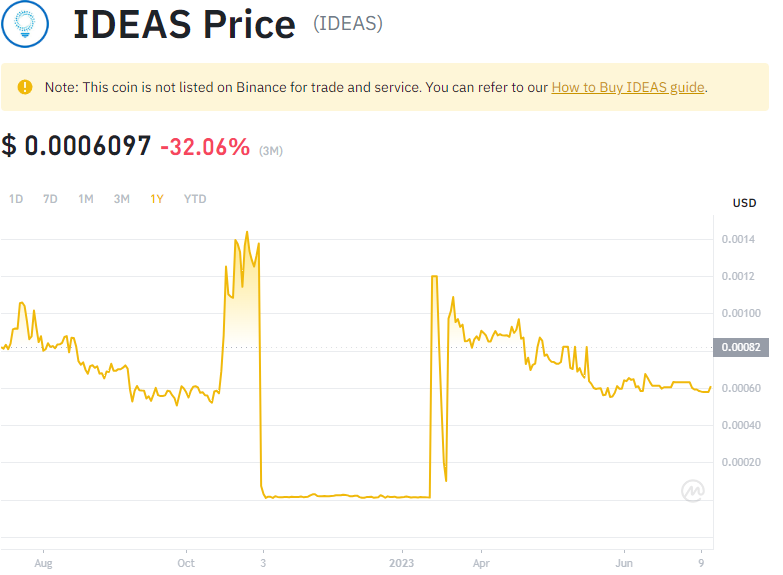 IDEAS Price (IDEAS)
Note: This coin is not listed on Binance for trade and service. You can refer to our How to Buy IDEAS guide.
$ 0.0006097 -32.06% (3M)
1D 7D 1M 3M 1Y YTD
USD
0.0014
0.0012
0.00100
0.00082
0.00060
0.00040
0.00020
Aug Oct 3 2023 Apr Jun 9